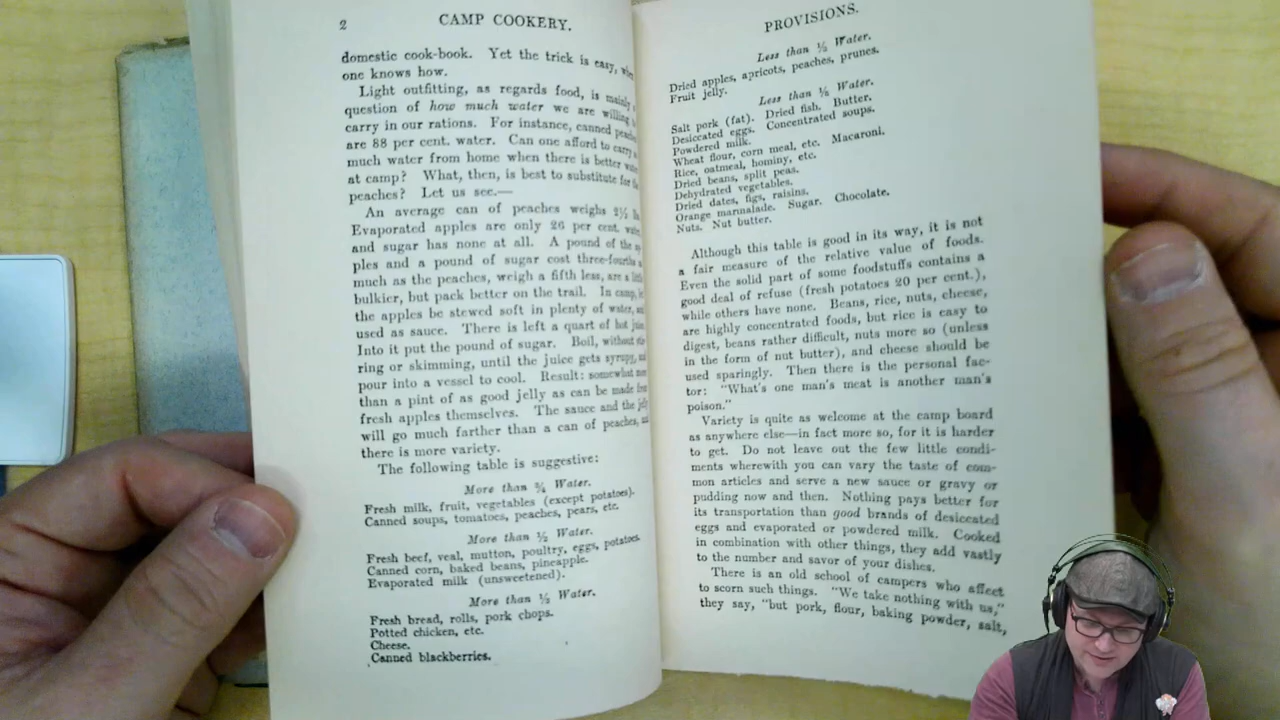 2
CAMP COOKERY.
domestic cook-book. Yet the trick is easy, when
one knows how.
Light outfitting, as regards food, is mainly a
question of how much water we are willing to
carry in our rations. For instance, canned peaches
are 88 per cent. water. Can one afford to carry so
much water from home when there is better water
at camp? What, then, is best to substitute for the
peaches? Let us see.—
An average can of peaches weighs 2½ lbs.
Evaporated apples are only 26 per cent. water,
and sugar has none at all. A pound of the ap-
ples and a pound of sugar cost three-fourths as
much as the peaches, weigh a fifth less, are a little
bulkier, but pack better on the trail. In camp, let
the apples be stewed soft in plenty of water, and
used as sauce. There is left a quart of hot juice.
Into it put the pound of sugar. Boil, without stir-
ring or skimming, until the juice gets syrupy, and
pour into a vessel to cool. Result: somewhat more
than a pint of as good jelly as can be made from
fresh apples themselves. The sauce and the jelly
will go much farther than a can of peaches, and
there is more variety.
The following table is suggestive:
More than ¾ Water.
Fresh milk, fruit, vegetables (except potatoes).
Canned soups, tomatoes, peaches, pears, etc.
More than ½ Water.
Fresh beef, veal, mutton, poultry, eggs, potatoes.
Canned corn, baked beans, pineapple.
Evaporated milk (unsweetened).
More than Water.
Fresh bread, rolls, pork chops.
Potted chicken, etc.
Cheese.
Canned blackberries.
PROVISIONS.
Less than Water.
Dried apples, apricots, peaches, prunes.
Fruit jelly.
Less than Water.
Salt pork (fat). Dried fish. Butter.
Desiccated eggs. Concentrated soups.
Powdered milk.
Wheat flour, corn meal, etc. Macaroni.
Rice, oatmeal, hominy, etc.
Dried beans, split peas.
Dehydrated vegetables.
Dried dates, figs, raisins.
Orange marmalade. Sugar. Chocolate.
Nuts. Nut butter.
Although this table is good in its way, it is not
a fair measure of the relative value of foods.
Even the solid part of some foodstuffs contains a
good deal of refuse (fresh potatoes 20 per cent.),
while others have none. Beans, rice, nuts, cheese,
are highly concentrated foods, but rice is easy to
digest, beans rather difficult, nuts more so (unless
in the form of nut butter), and cheese should be
used sparingly. Then there is the personal fac-
tor: "What's one man's meat is another man's
poison."
Variety is quite as welcome at the camp board
as anywhere else—in fact more so, for it is harder
to get. Do not leave out the few little condi-
ments wherewith you can vary the taste of com-
mon articles and serve a new sauce or gravy or
pudding now and then. Nothing pays better for
its transportation than good brands of desiccated
eggs and evaporated or powdered milk. Cooked
in combination with other things, they add vastly
to the number and savor of your dishes.
There is an old school of campers who affect
to scorn such things. "We take nothing with us,"
they say, "but pork, flour, baking powder, salt,